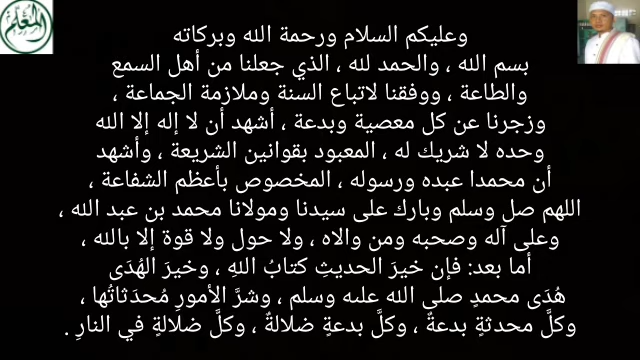 المعلم
وعليكم السلام ورحمة الله وبركاته
بسم الله ، والحمد لله ، الذي جعلنا من أهل السمع
والطاعة ، ووفقنا لاتباع السنة وملازمة الجماعة ،
وزجرنا عن كل معصية وبدعة ، أشهد أن لا إله إلا الله
وحده لا شريك له ، المعبود بقوانين الشريعة ، وأشهد
أن محمدا عبده ورسوله ، المخصوص بأعظم الشفاعة ،
اللهم صل وسلم وبارك على سيدنا ومولانا محمد بن عبد الله ،
وعلى آله وصحبه ومن والاه ، ولا حول ولا قوة إلا بالله ،
أما بعد: فإن خيرَ الحديثِ كتابُ اللهِ ، وخيرَ الهُدَى
هُدَى محمدٍ صلى الله علىه وسلم ، وشرَّ الأمورِ مُحدَثاتُها ،
وكلَّ محدثةٍ بدعةٌ ، وكلَّ بدعةٍ ضلالةٌ ، وكلَّ ضلالةٍ في النارِ .